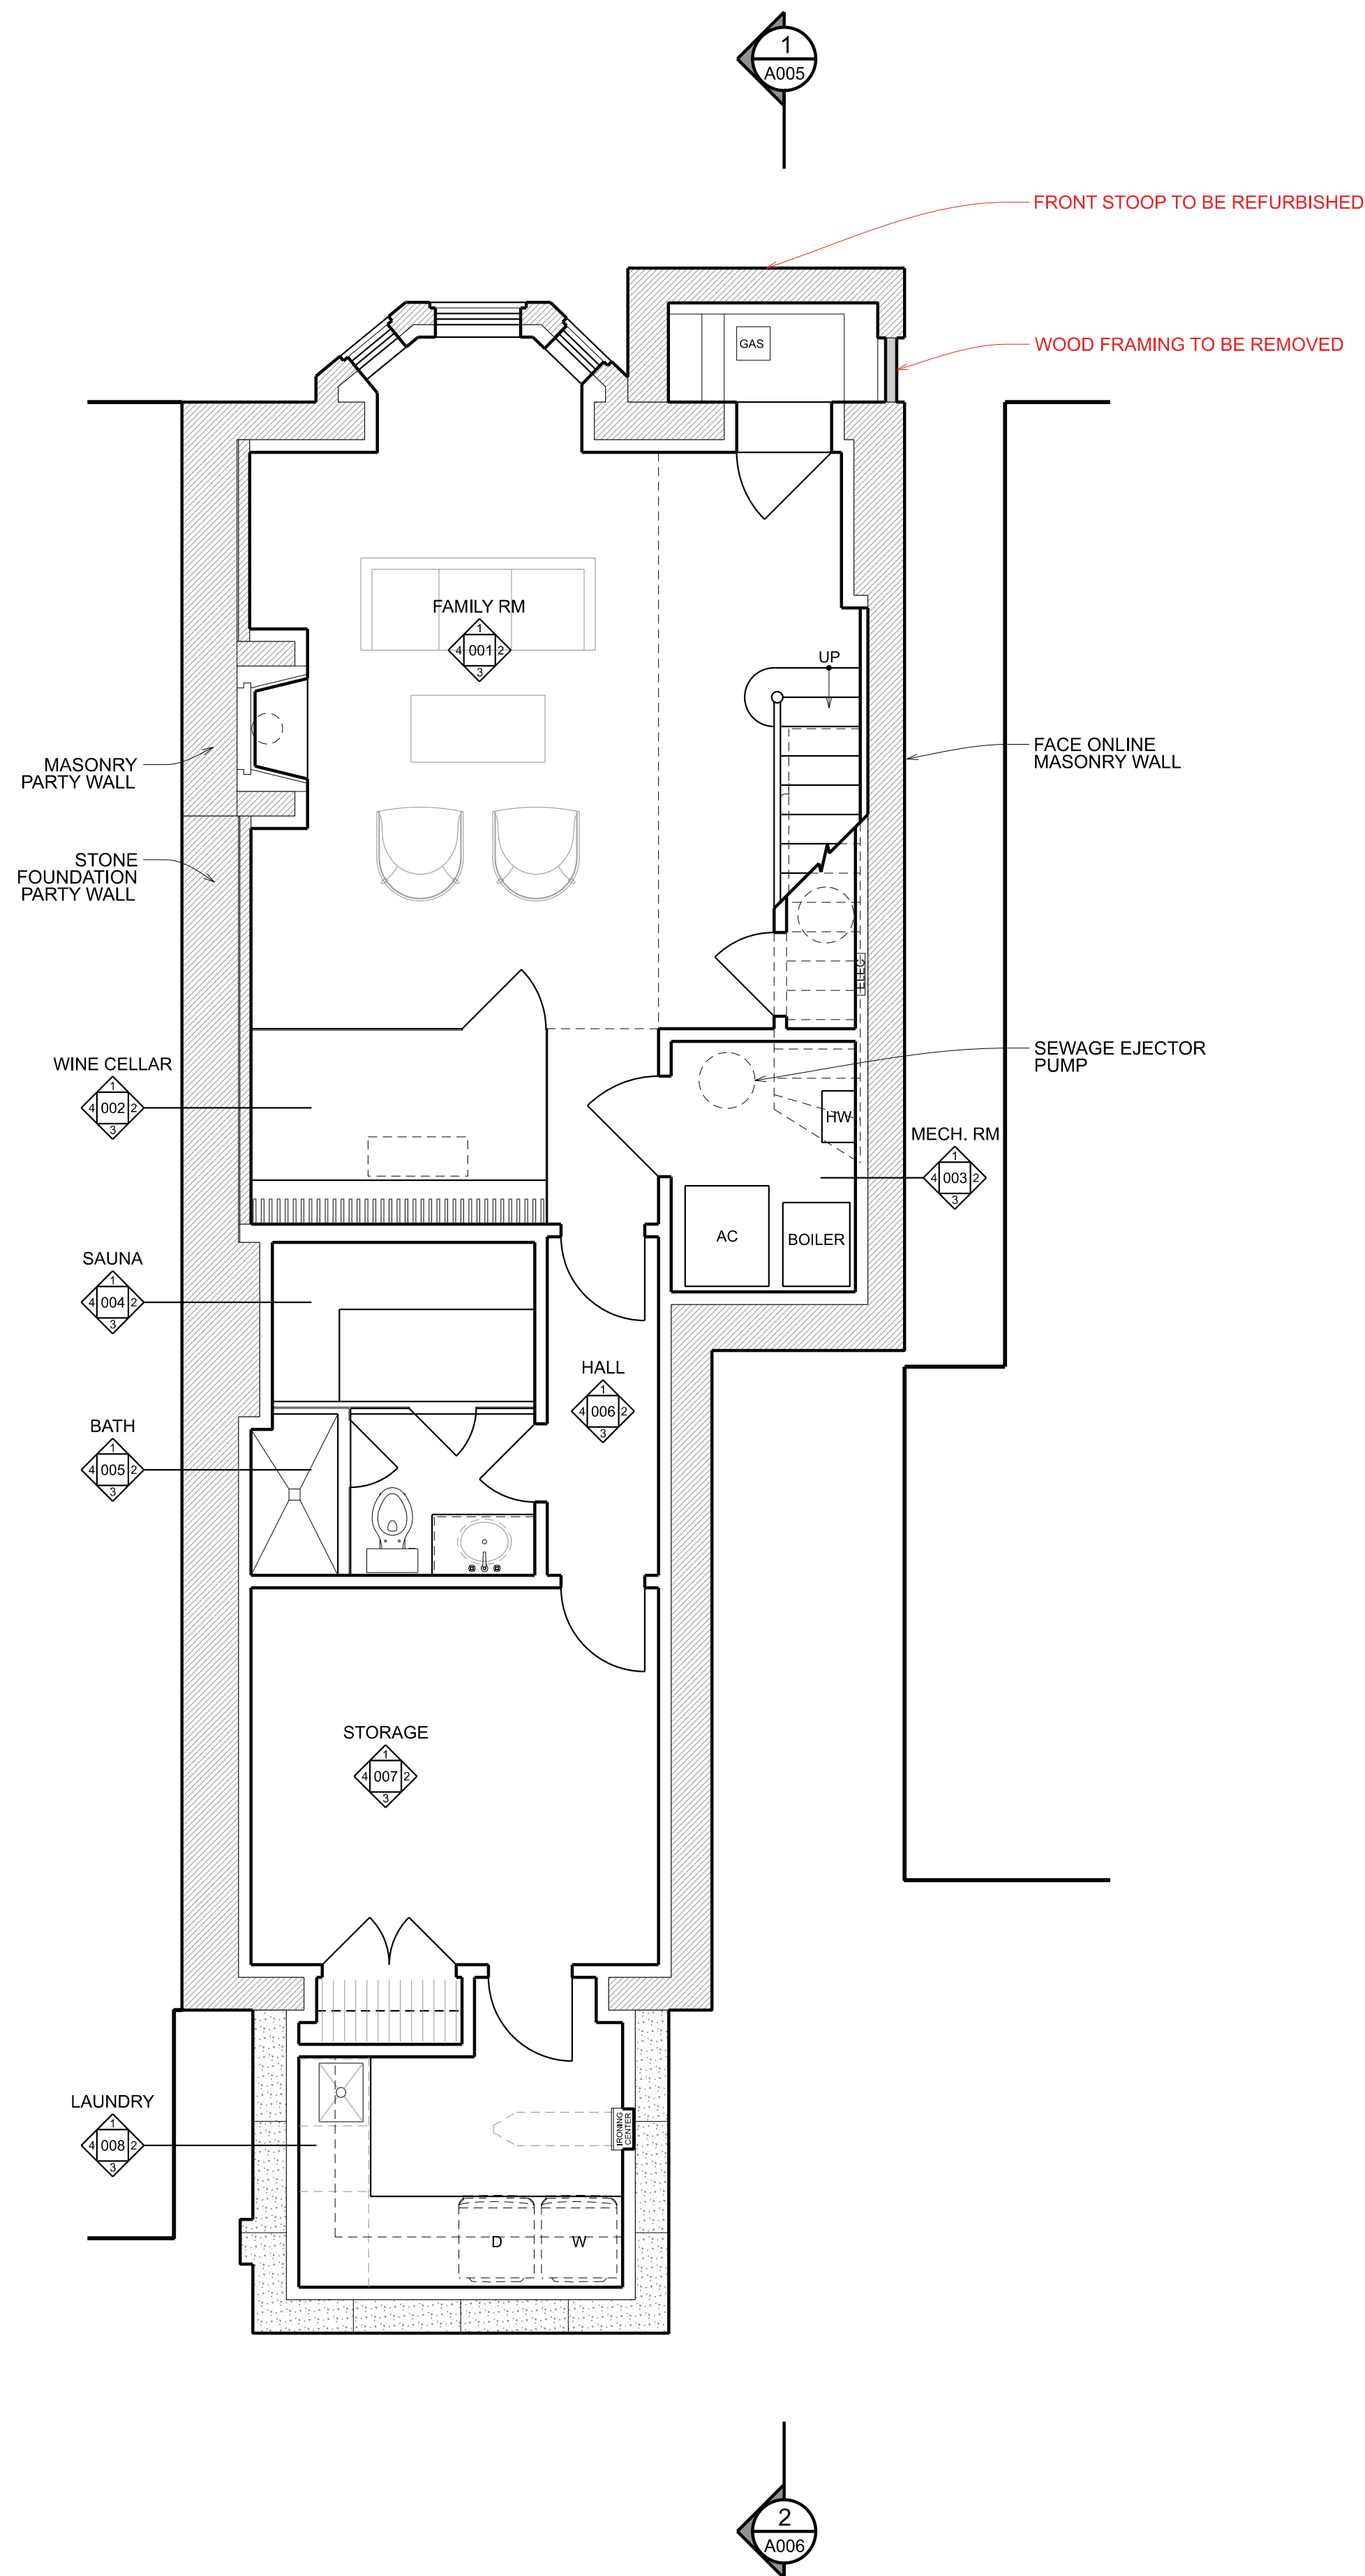 1
A005
FRONT STOOP TO BE REFURBISHED
GAS
WOOD FRAMING TO BE REMOVED
FAMILY RM
1
4 001 2
3
UP
MASONRY
PARTY WALL
FACE ONLINE
MASONRY WALL
STONE
FOUNDATION
PARTY WALL
ELEC
SEWAGE EJECTOR
PUMP
WINE CELLAR
1
4 002 2
3
HW
MECH. RM
1
4 003 2
3
AC
BOILER
SAUNA
1
4 004 2
3
HALL
1
4 006 2
3
BATH
1
4 005 2
3
STORAGE
1
4 007 2
3
LAUNDRY
1
4 008 2
3
IRONING
CENTER
D
W
2
A006